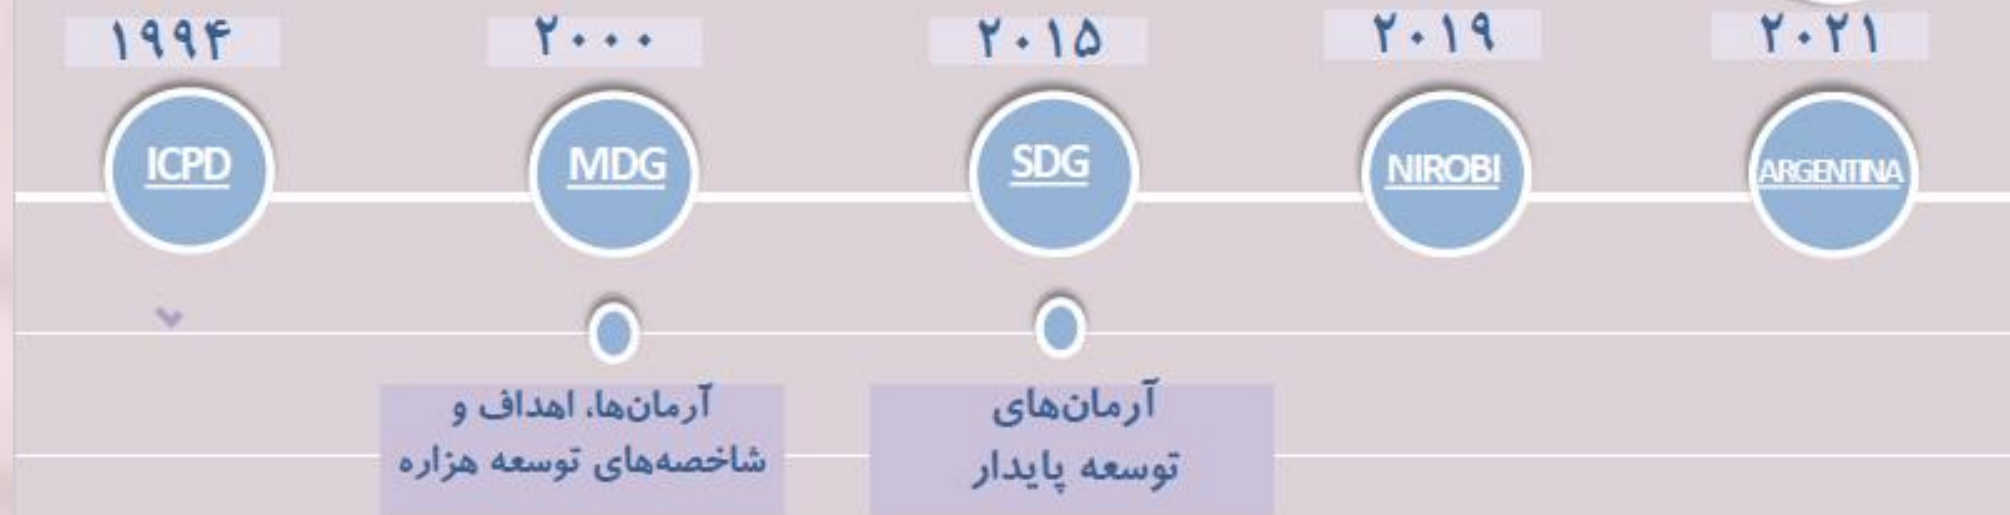 ۱۹۹۴
۲۰۰۰
۲۰۱۵
۲۰۱۹
۲۰۲۱
ICPD
MDG
SDG
NIROBI
ARGENTINA
آرمان‌ها، اهداف و
شاخصه‌های توسعه هزاره
آرمان‌های
توسعه پایدار